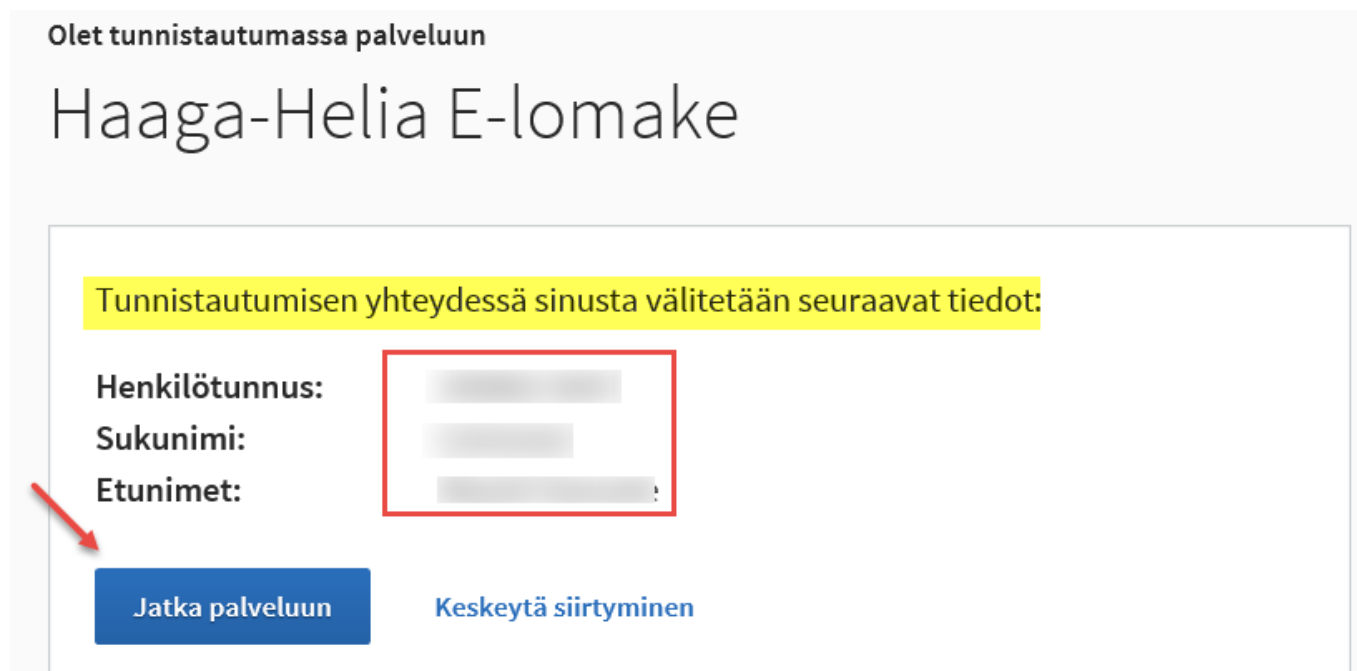 Olet tunnistautumassa palveluun
Haaga-Helia E-lomake
Tunnistautumisen yhteydessä sinusta välitetään seuraavat tiedot:
Henkilötunnus:
Sukunimi:
Etunimet:
Jatka palveluun Keskeytä siirtyminen